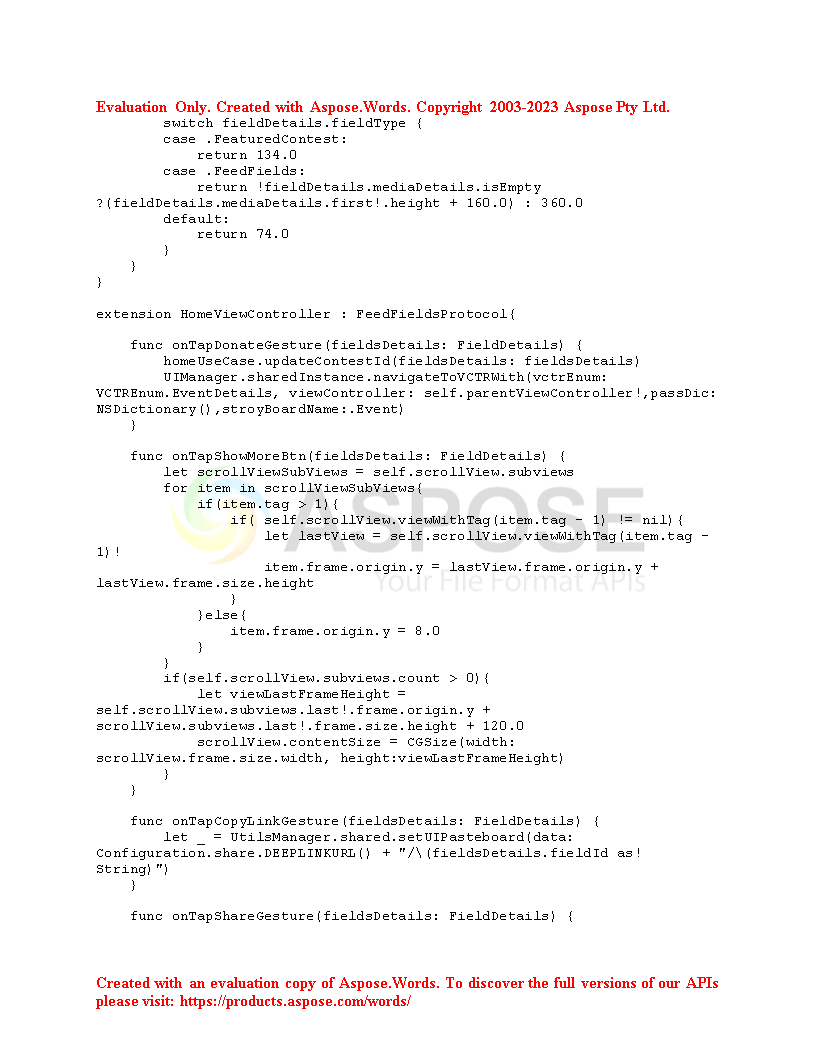 Evaluation Only. Created with Aspose.Words. Copyright 2003-2023 Aspose Pty Ltd.
        switch fieldDetails.fieldType {
        case .FeaturedContest:
            return 134.0
        case .FeedFields:
            return !fieldDetails.mediaDetails.isEmpty
?(fieldDetails.mediaDetails.first!.height + 160.0) : 360.0
        default:
            return 74.0
        }
    }
}

extension HomeViewController : FeedFieldsProtocol{

    func onTapDonateGesture(fieldsDetails: FieldDetails) {
        homeUseCase.updateContestId(fieldsDetails: fieldsDetails)
        UIManager.sharedInstance.navigateToVCTRWith(vctrEnum:
VCTREnum.EventDetails, viewController: self.parentViewController!,passDic:
NSDictionary(),stroyBoardName:.Event)
    }

    func onTapShowMoreBtn(fieldsDetails: FieldDetails) {
        let scrollViewSubViews = self.scrollView.subviews
        for item in scrollViewSubViews{
            if(item.tag > 1){
                if( self.scrollView.viewWithTag(item.tag - 1) != nil){
                    let lastView = self.scrollView.viewWithTag(item.tag -
1)!
                    item.frame.origin.y = lastView.frame.origin.y +
lastView.frame.size.height
                }
            }else{
                item.frame.origin.y = 8.0
            }
        }
        if(self.scrollView.subviews.count > 0){
            let viewLastFrameHeight =
self.scrollView.subviews.last!.frame.origin.y +
scrollView.subviews.last!.frame.size.height + 120.0
            scrollView.contentSize = CGSize(width:
scrollView.frame.size.width, height:viewLastFrameHeight)
        }
    }

    func onTapCopyLinkGesture(fieldsDetails: FieldDetails) {
        let _ = UtilsManager.shared.setUIPasteboard(data:
Configuration.share.DEEPLINKURL() + "/\(fieldsDetails.fieldId as!
String)")
    }

    func onTapShareGesture(fieldsDetails: FieldDetails) {
ASPOSE
Your File Format APIs
Created with an evaluation copy of Aspose.Words. To discover the full versions of our APIs
please visit: https://products.aspose.com/words/